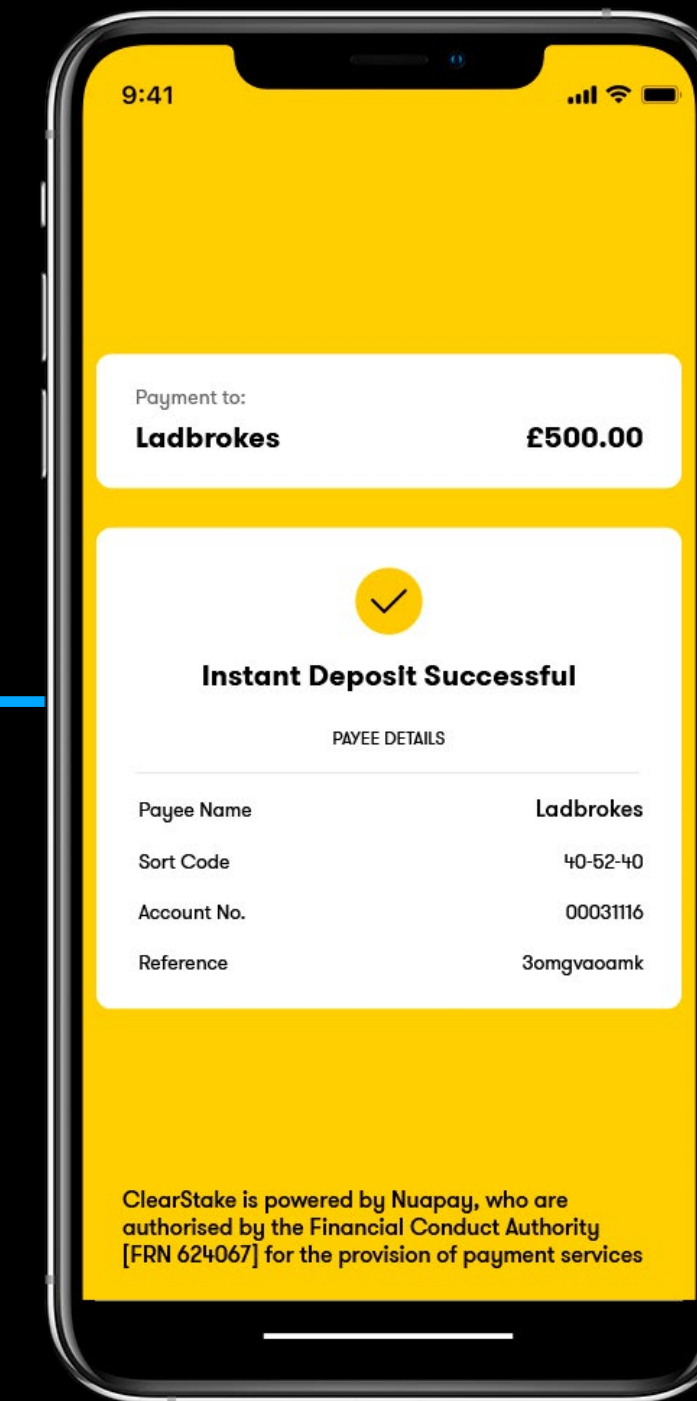 9:41
Payment to:
Ladbrokes £500.00
Instant Deposit Successful
PAYEE DETAILS
Payee Name Ladbrokes
Sort Code 40-52-40
Account No. 00031116
Reference 3omgvaoamk
ClearStake is powered by Nuapay, who are
authorised by the Financial Conduct Authority
[FRN 624067] for the provision of payment services